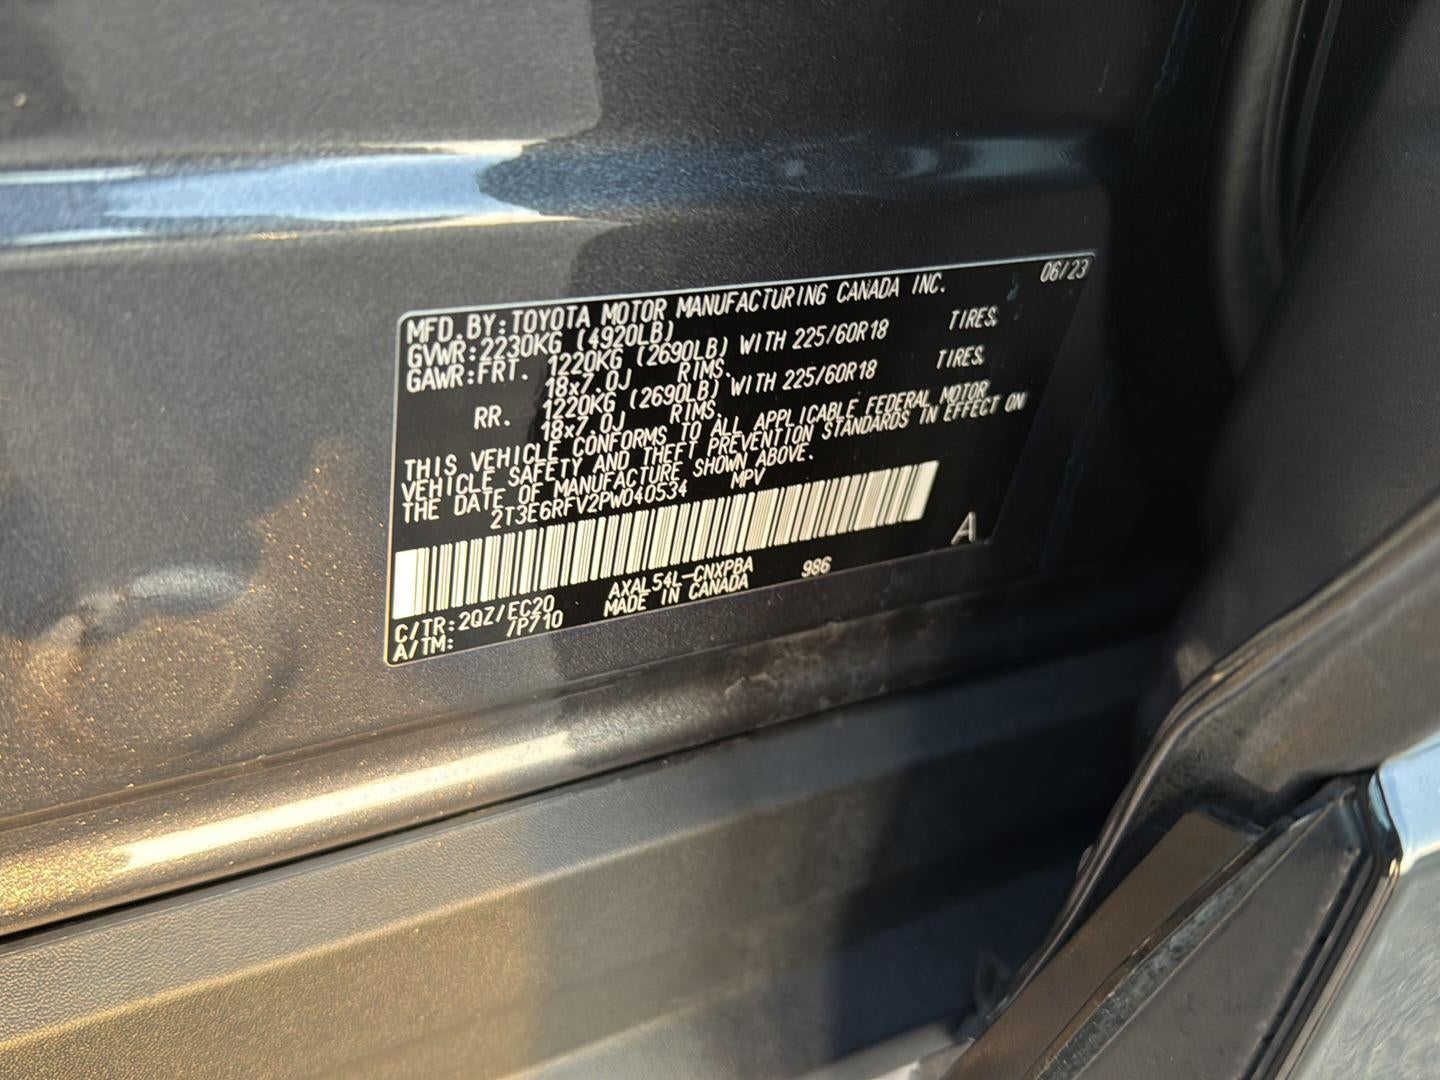 06/23
MFD.BY:TOYOTA MOTOR MANUFACTURING CANADA INC.
GVWR:2230KG (4920LB)
GAWR:FRT. 1220KG (2690LB) WITH 225/60R18 TIRES,
18x7.0J RIMS.
RR. 1220KG (2690LB) WITH 225/60R18 TIRES,
18x7.0J RIMS.
THIS VEHICLE CONFORMS TO ALL APPLICABLE FEDERAL MOTOR
VEHICLE SAFETY AND THEFT PREVENTION STANDARDS IN EFFECT ON
THE DATE OF MANUFACTURE SHOWN ABOVE.
2T3E6RFV2PW040534 MPV
A
C/TR:2QZ/FC20 AXAL54L-CNXPBA 986
A/TM: /P710 MADE IN CANADA